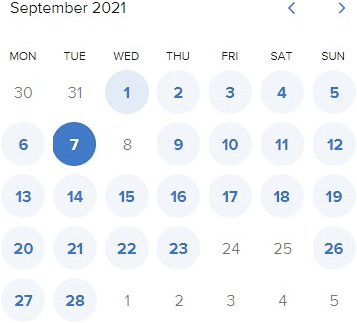 September 2021
MON TUE WED THU FRI SAT SUN
30 31 1 2 3 4 5
6 7 8 9 10 11 12
13 14 15 16 17 18 19
20 21 22 23 24 25 26
27 28 1 2 3 4 5